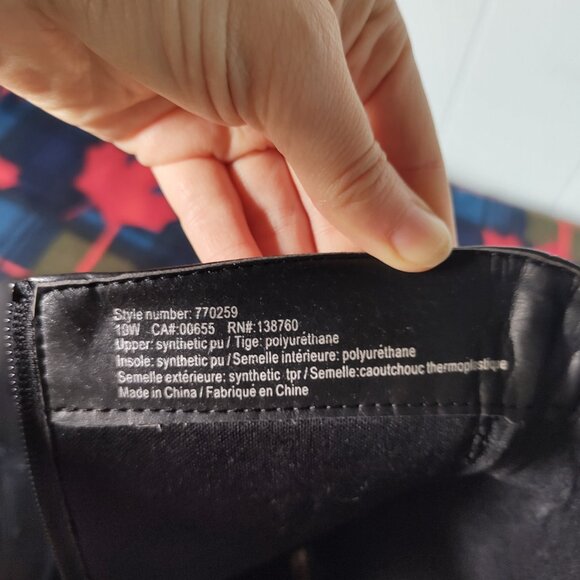 Style number: 770259
10W CA#:00655 RN#:138760
Upper: synthetic pu / Tige: polyuréthane
Insole: synthetic pu / Semelle intérieure: polyuréthane
Semelle extérieure: synthetic tpr / Semelle:caoutchouc thermoplastique
Made in China / Fabriqué en Chine